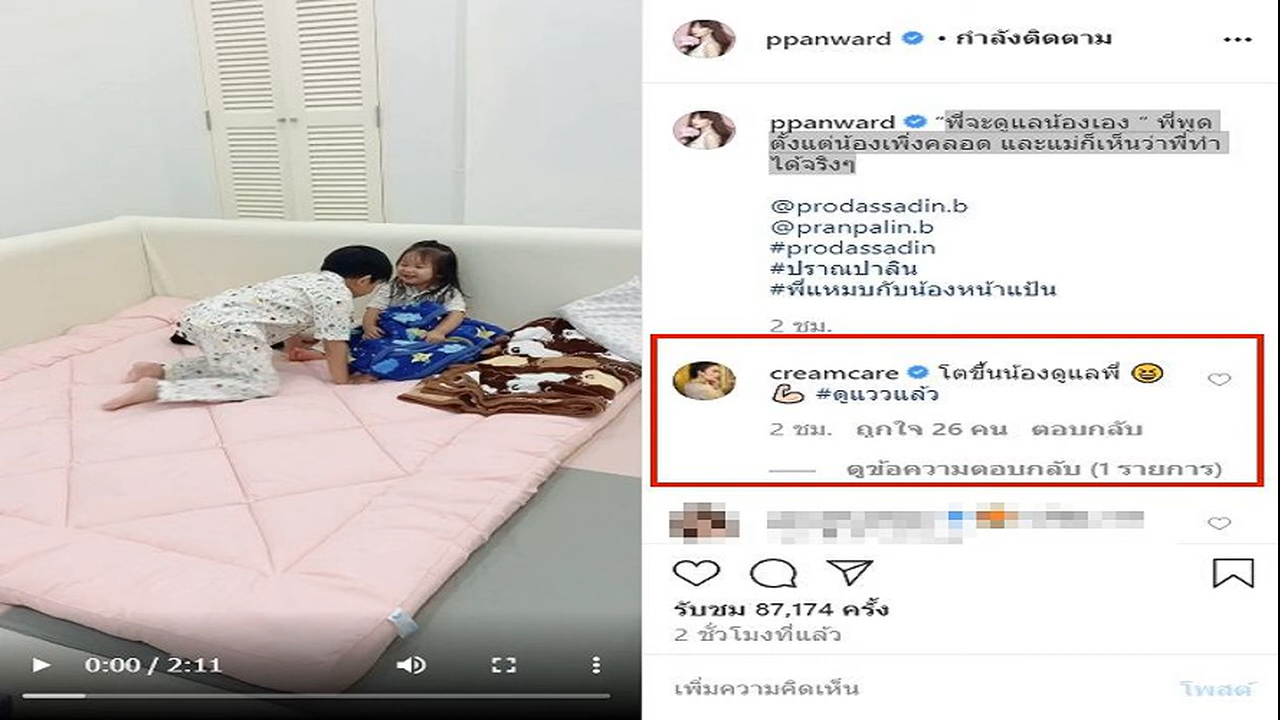 ppanward • กำลังติดตาม
ppanward “พี่จะดูแลน้องเอง ” พี่พูด
ตั้งแต่น้องเพิ่งคลอด และแม่ก็เห็นว่าพี่ทำ
ได้จริงๆ
@prodassadin.b
@pranpalin.b
#prodassadin
#ปราณปาลิน
#พี่แหมบกับน้องหน้าแป้น
2 ชม.
creamcare โตขึ้นน้องดูแลพี่ 😆
💪🏻 #ดูแววแล้ว
2 ชม. ถูกใจ 26 คน ตอบกลับ
ดูข้อความตอบกลับ (1 รายการ)
รับชม 87,174 ครั้ง
2 ชั่วโมงที่แล้ว
เพิ่มความคิดเห็น
โพสต์
0:00 / 2:11